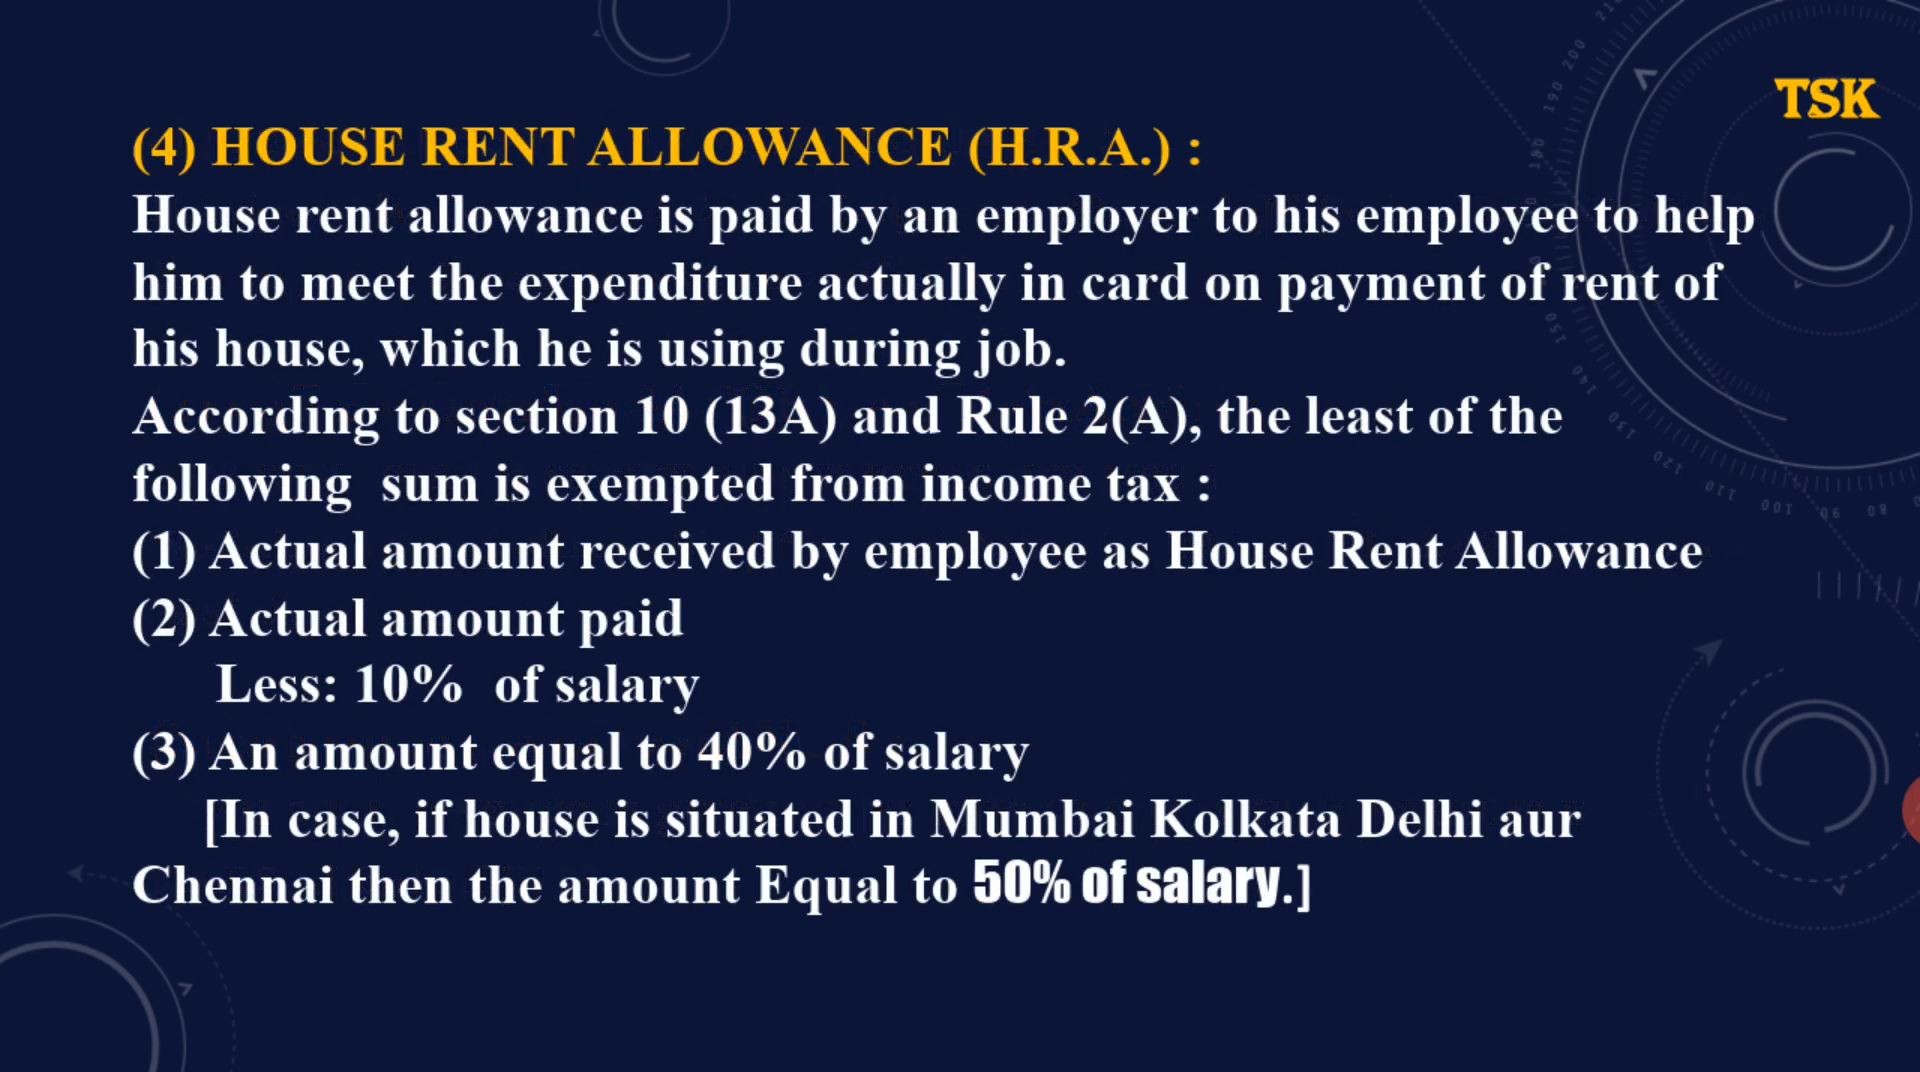 TSK
(4) HOUSE RENT ALLOWANCE (H.R.A.) :
House rent allowance is paid by an employer to his employee to help
him to meet the expenditure actually in card on payment of rent of
his house, which he is using during job.
According to section 10 (13A) and Rule 2(A), the least of the
following sum is exempted from income tax :
(1) Actual amount received by employee as House Rent Allowance
(2) Actual amount paid
Less: 10% of salary
(3) An amount equal to 40% of salary
[In case, if house is situated in Mumbai Kolkata Delhi aur
Chennai then the amount Equal to 50% of salary.]